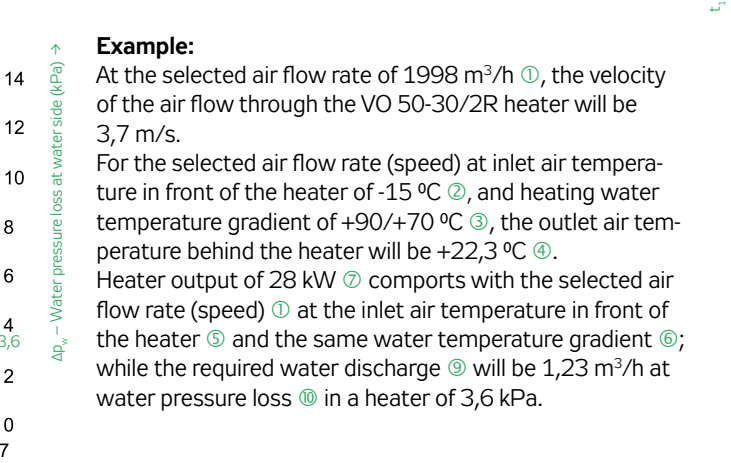 t₁
14
12
10
8
6
4
3,6
2
0
7
Δp_w – Water pressure loss at water side (kPa) →
Example:
At the selected air flow rate of 1998 m³/h ①, the velocity
of the air flow through the VO 50-30/2R heater will be
3,7 m/s.
For the selected air flow rate (speed) at inlet air tempera-
ture in front of the heater of -15 ºC ②, and heating water
temperature gradient of +90/+70 ºC ③, the outlet air tem-
perature behind the heater will be +22,3 ºC ④.
Heater output of 28 kW ⑦ comports with the selected air
flow rate (speed) ① at the inlet air temperature in front of
the heater ⑤ and the same water temperature gradient ⑥;
while the required water discharge ⑨ will be 1,23 m³/h at
water pressure loss ⑩ in a heater of 3,6 kPa.